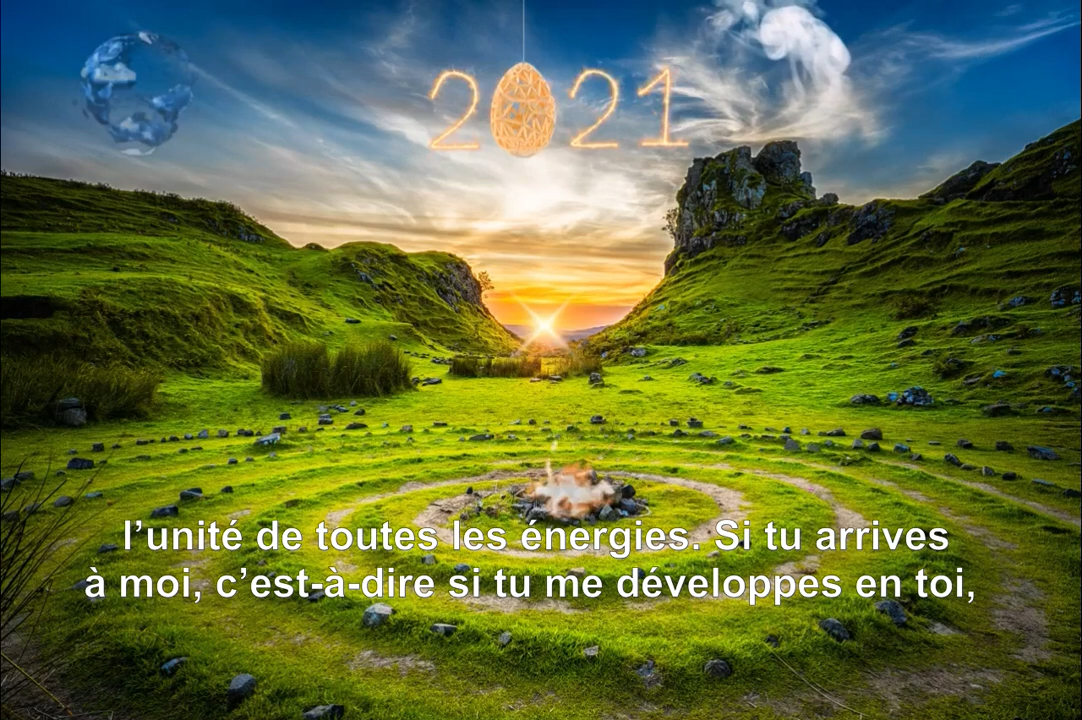 2021
l’unité de toutes les énergies. Si tu arrives
à moi, c’est-à-dire si tu me développes en toi,